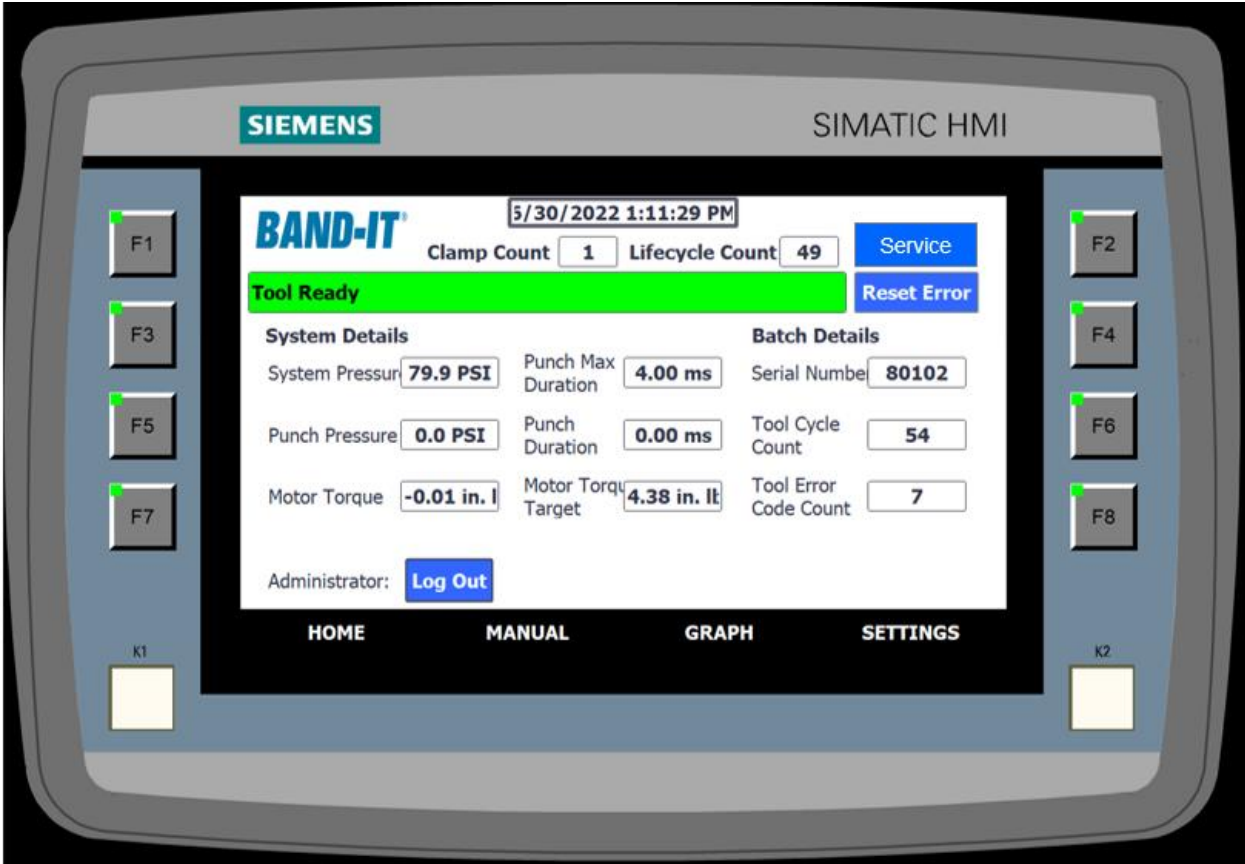 SIEMENS
SIMATIC HMI
F1
F2
F3
F4
F5
F6
F7
F8
K1
K2
BAND-IT®
5/30/2022 1:11:29 PM
Clamp Count 1 Lifecycle Count 49
Service
Tool Ready
Reset Error
System Details
Batch Details
System Pressur 79.9 PSI
Punch Max
Duration
4.00 ms
Serial Number 80102
Punch Pressure 0.0 PSI
Punch
Duration
0.00 ms
Tool Cycle
Count
54
Motor Torque -0.01 in. l
Motor Torqu
Target
4.38 in. lb
Tool Error
Code Count
7
Administrator: Log Out
HOME MANUAL GRAPH SETTINGS